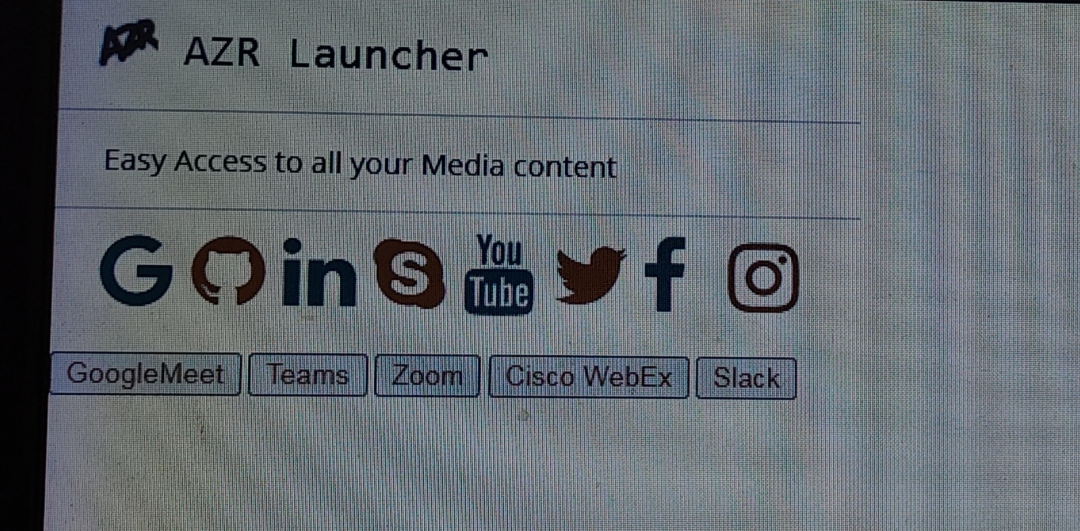 AZR AZR Launcher
Easy Access to all your Media content
G in S You Tube f
GoogleMeet Teams Zoom Cisco WebEx Slack